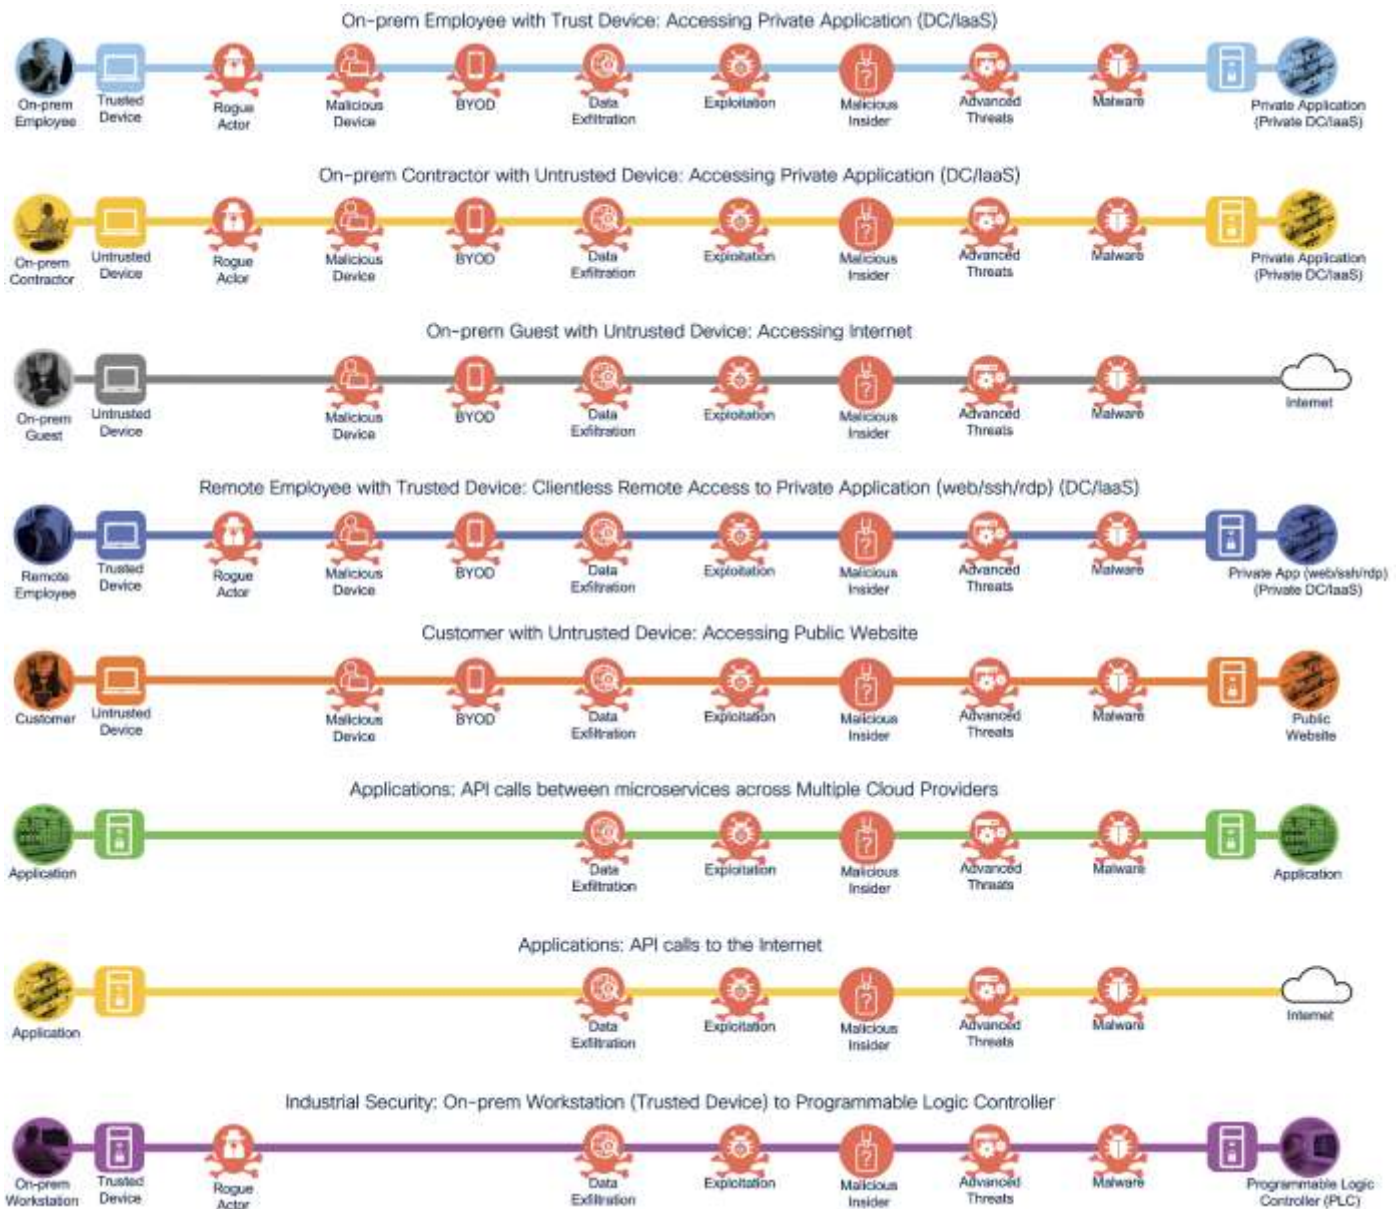 On-prem Employee with Trust Device: Accessing Private Application (DC/IaaS)
On-prem
Employee
Trusted
Device
Rogue
Actor
Malicious
Device
BYOD
Data
Exfiltration
Exploitation
Malicious
Insider
Advanced
Threats
Malware
Private Application
(Private DC/IaaS)
On-prem Contractor with Untrusted Device: Accessing Private Application (DC/IaaS)
On-prem
Contractor
Untrusted
Device
Rogue
Actor
Malicious
Device
BYOD
Data
Exfiltration
Exploitation
Malicious
Insider
Advanced
Threats
Malware
Private Application
(Private DC/IaaS)
On-prem Guest with Untrusted Device: Accessing Internet
On-prem
Guest
Untrusted
Device
Malicious
Device
BYOD
Data
Exfiltration
Exploitation
Malicious
Insider
Advanced
Threats
Malware
Internet
Remote Employee with Trusted Device: Clientless Remote Access to Private Application (web/ssh/rdp) (DC/IaaS)
Remote
Employee
Trusted
Device
Rogue
Actor
Malicious
Device
BYOD
Data
Exfiltration
Exploitation
Malicious
Insider
Advanced
Threats
Malware
Private App (web/ssh/rdp)
(Private DC/IaaS)
Customer with Untrusted Device: Accessing Public Website
Customer
Untrusted
Device
Malicious
Device
BYOD
Data
Exfiltration
Exploitation
Malicious
Insider
Advanced
Threats
Malware
Public
Website
Applications: API calls between microservices across Multiple Cloud Providers
Application
Data
Exfiltration
Exploitation
Malicious
Insider
Advanced
Threats
Malware
Application
Applications: API calls to the Internet
Application
Data
Exfiltration
Exploitation
Malicious
Insider
Advanced
Threats
Malware
Internet
Industrial Security: On-prem Workstation (Trusted Device) to Programmable Logic Controller
On-prem
Workstation
Trusted
Device
Rogue
Actor
Data
Exfiltration
Exploitation
Malicious
Insider
Advanced
Threats
Malware
Programmable Logic
Controller (PLC)